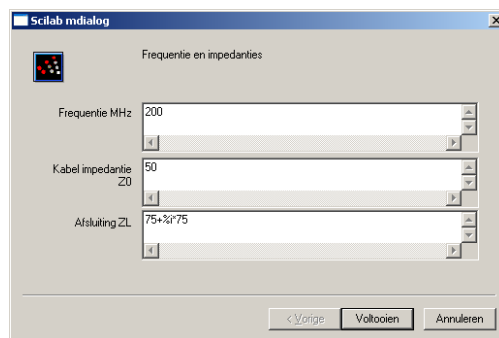 Scilab mdialog
Frequentie en impedanties
Frequentie MHz
200
Kabel impedantie
Z0
50
Afsluiting ZL
75+%i*75
< Vorige
Voltooien
Annuleren